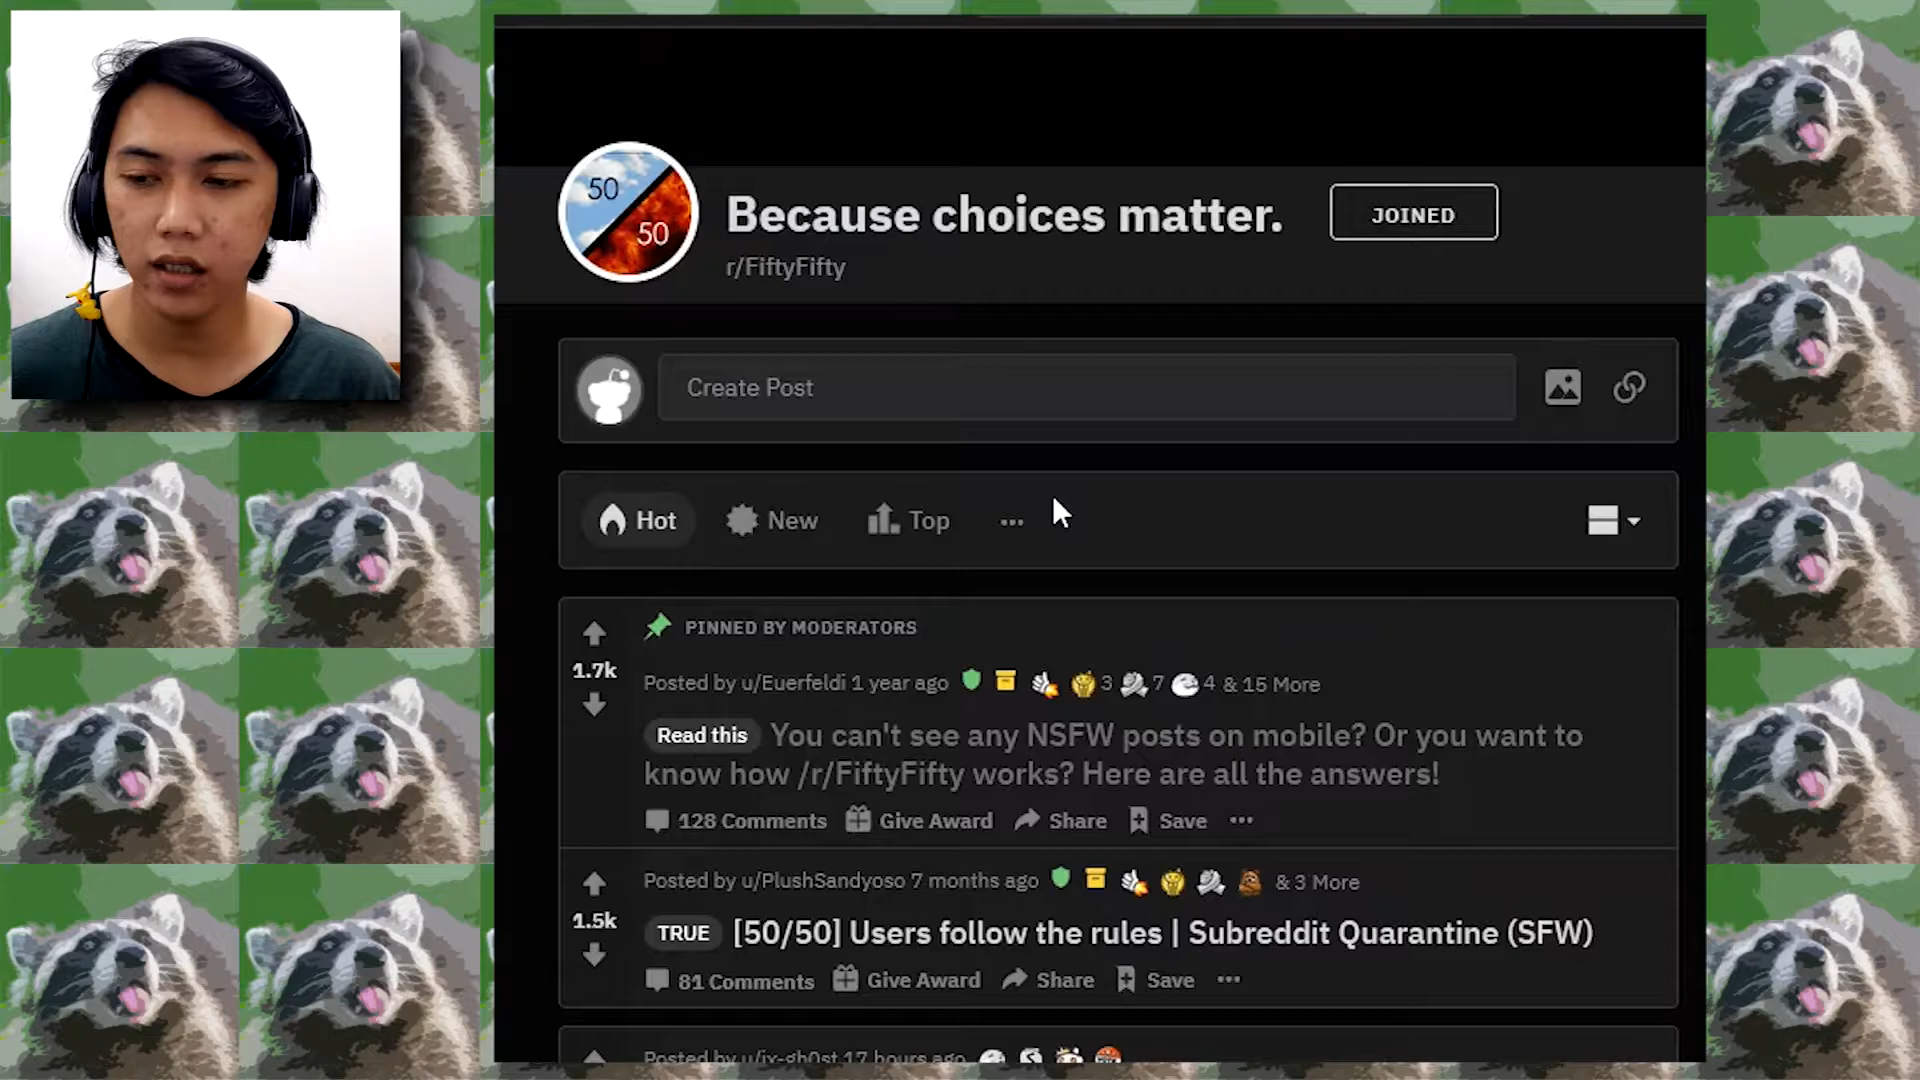 50
50
Because choices matter.
JOINED
r/FiftyFifty
Create Post
Hot
New
Top
PINNED BY MODERATORS
1.7k
Posted by u/Euerfeldi 1 year ago 3 7 4 & 15 More
Read this You can't see any NSFW posts on mobile? Or you want to
know how /r/FiftyFifty works? Here are all the answers!
128 Comments Give Award Share Save
Posted by u/PlushSandyoso 7 months ago & 3 More
1.5k
TRUE [50/50] Users follow the rules | Subreddit Quarantine (SFW)
81 Comments Give Award Share Save
Posted by u/ix-gh0st 17 hours ago